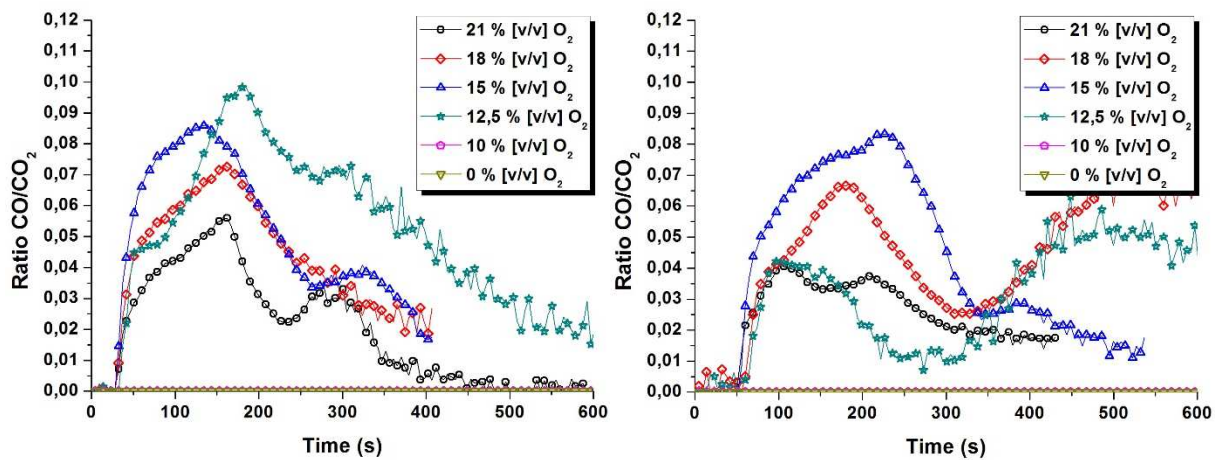 0,12
0,11
0,10
0,09
0,08
0,07
0,06
0,05
0,04
0,03
0,02
0,01
0,00
Ratio CO/CO₂
0 100 200 300 400 500 600
Time (s)
21 % [v/v] O₂
18 % [v/v] O₂
15 % [v/v] O₂
12,5 % [v/v] O₂
10 % [v/v] O₂
0 % [v/v] O₂
0,12
0,11
0,10
0,09
0,08
0,07
0,06
0,05
0,04
0,03
0,02
0,01
0,00
Ratio CO/CO₂
0 100 200 300 400 500 600
Time (s)
21 % [v/v] O₂
18 % [v/v] O₂
15 % [v/v] O₂
12,5 % [v/v] O₂
10 % [v/v] O₂
0 % [v/v] O₂